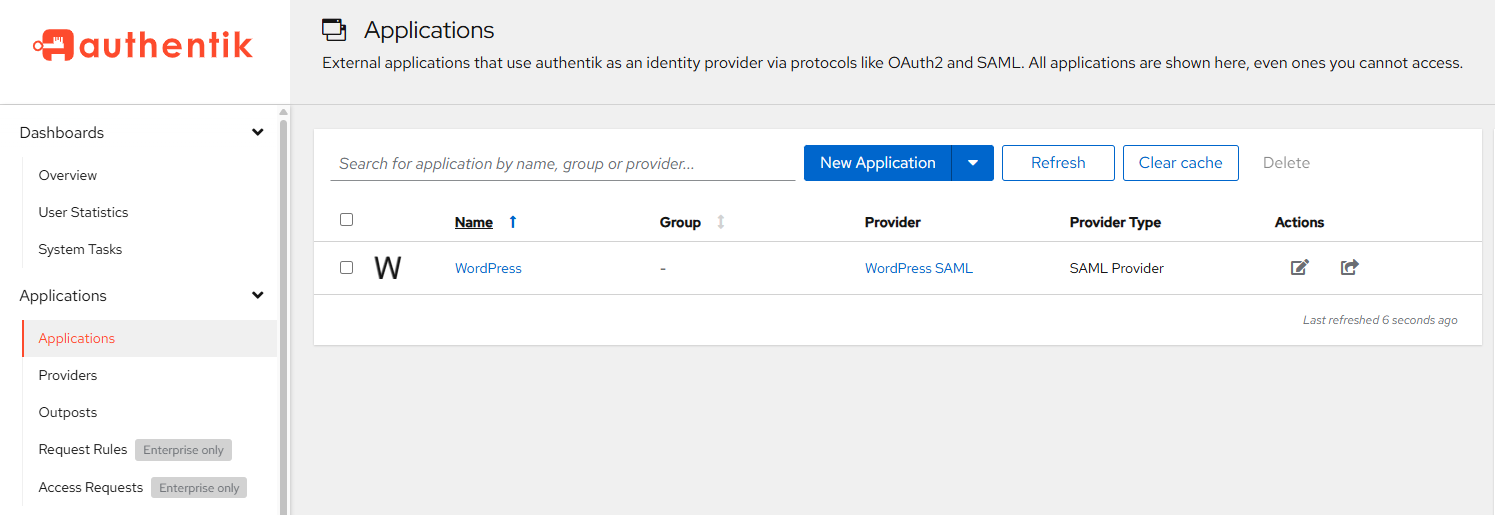 authentik
Applications
External applications that use authentik as an identity provider via protocols like OAuth2 and SAML. All applications are shown here, even ones you cannot access.
Dashboards
Overview
User Statistics
System Tasks
Applications
Applications
Providers
Outposts
Request Rules Enterprise only
Access Requests Enterprise only
Search for application by name, group or provider...
New Application Refresh Clear cache Delete
Name Group Provider Provider Type Actions
W WordPress - WordPress SAML SAML Provider
Last refreshed 6 seconds ago